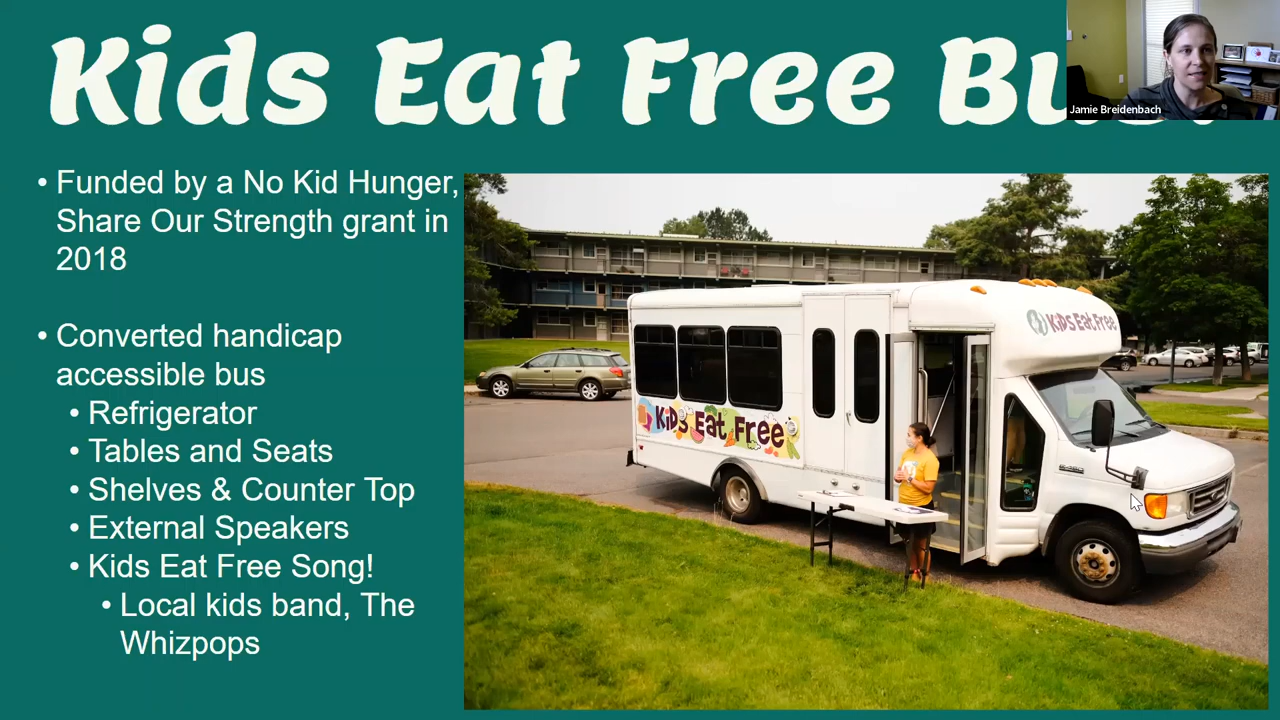 Kids Eat Free
Jamie Breidenbach
• Funded by a No Kid Hunger,
Share Our Strength grant in
2018
• Converted handicap
accessible bus
• Refrigerator
• Tables and Seats
• Shelves & Counter Top
• External Speakers
• Kids Eat Free Song!
• Local kids band, The
Whizpops
KiDS EaT FREE
KiDS EaT FREE